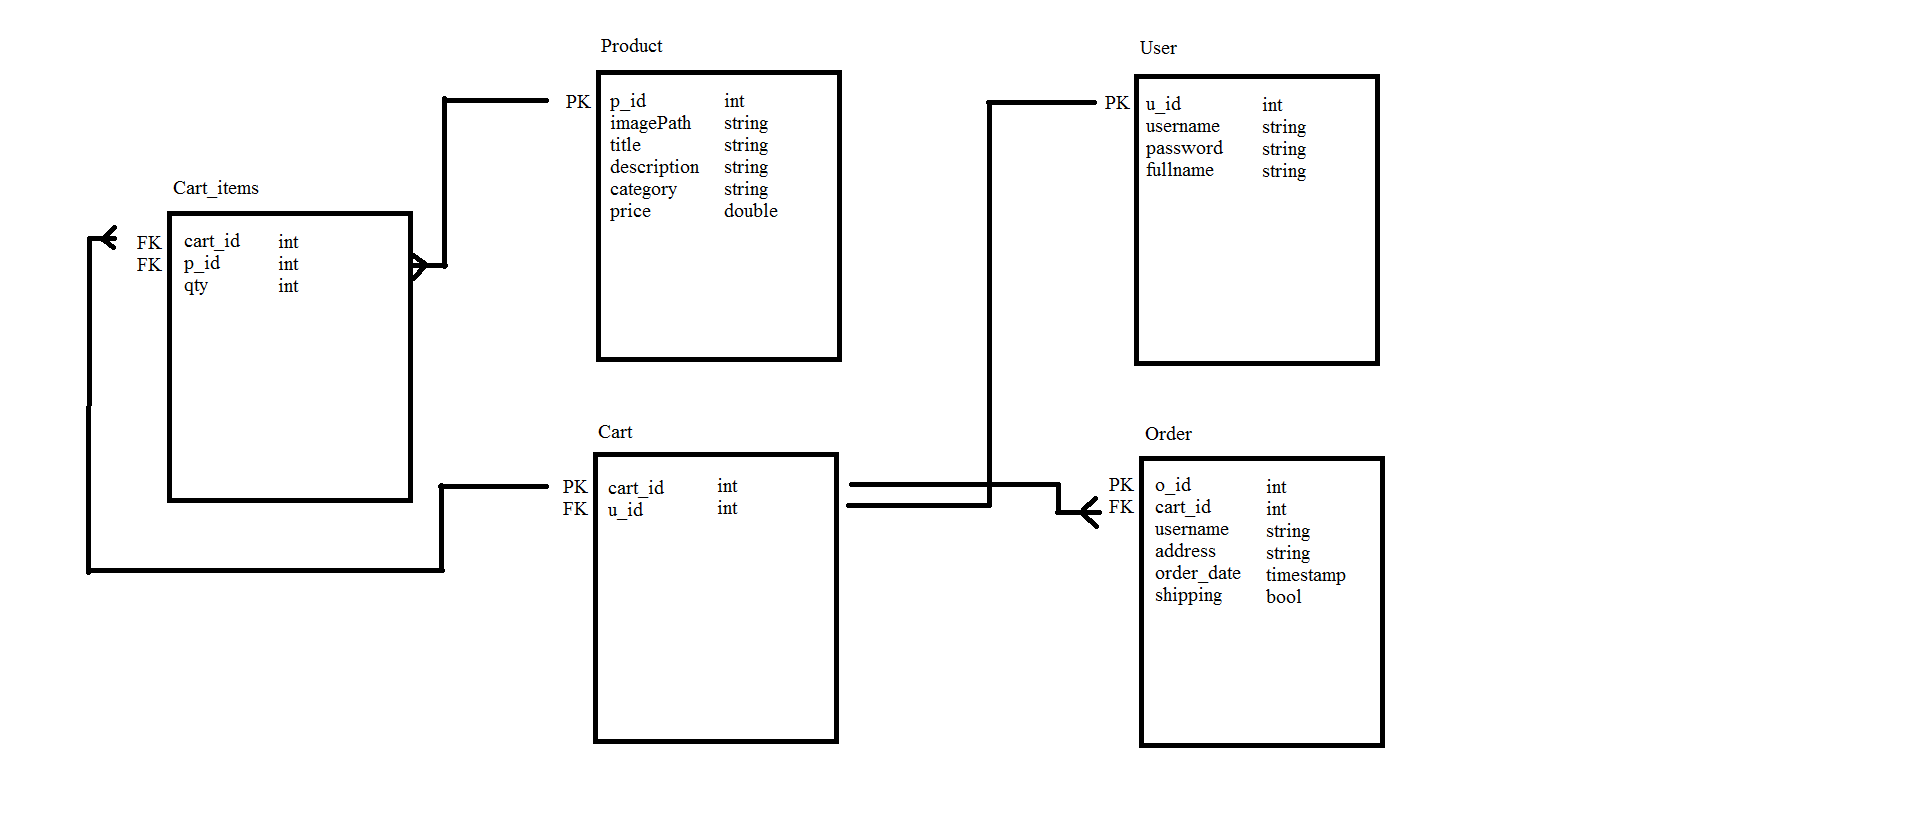 Product
PK p_id int
imagePath string
title string
description string
category string
price double
User
PK u_id int
username string
password string
fullname string
Cart_items
FK cart_id int
FK p_id int
qty int
Cart
PK cart_id int
FK u_id int
Order
PK o_id int
FK cart_id int
username string
address string
order_date timestamp
shipping bool